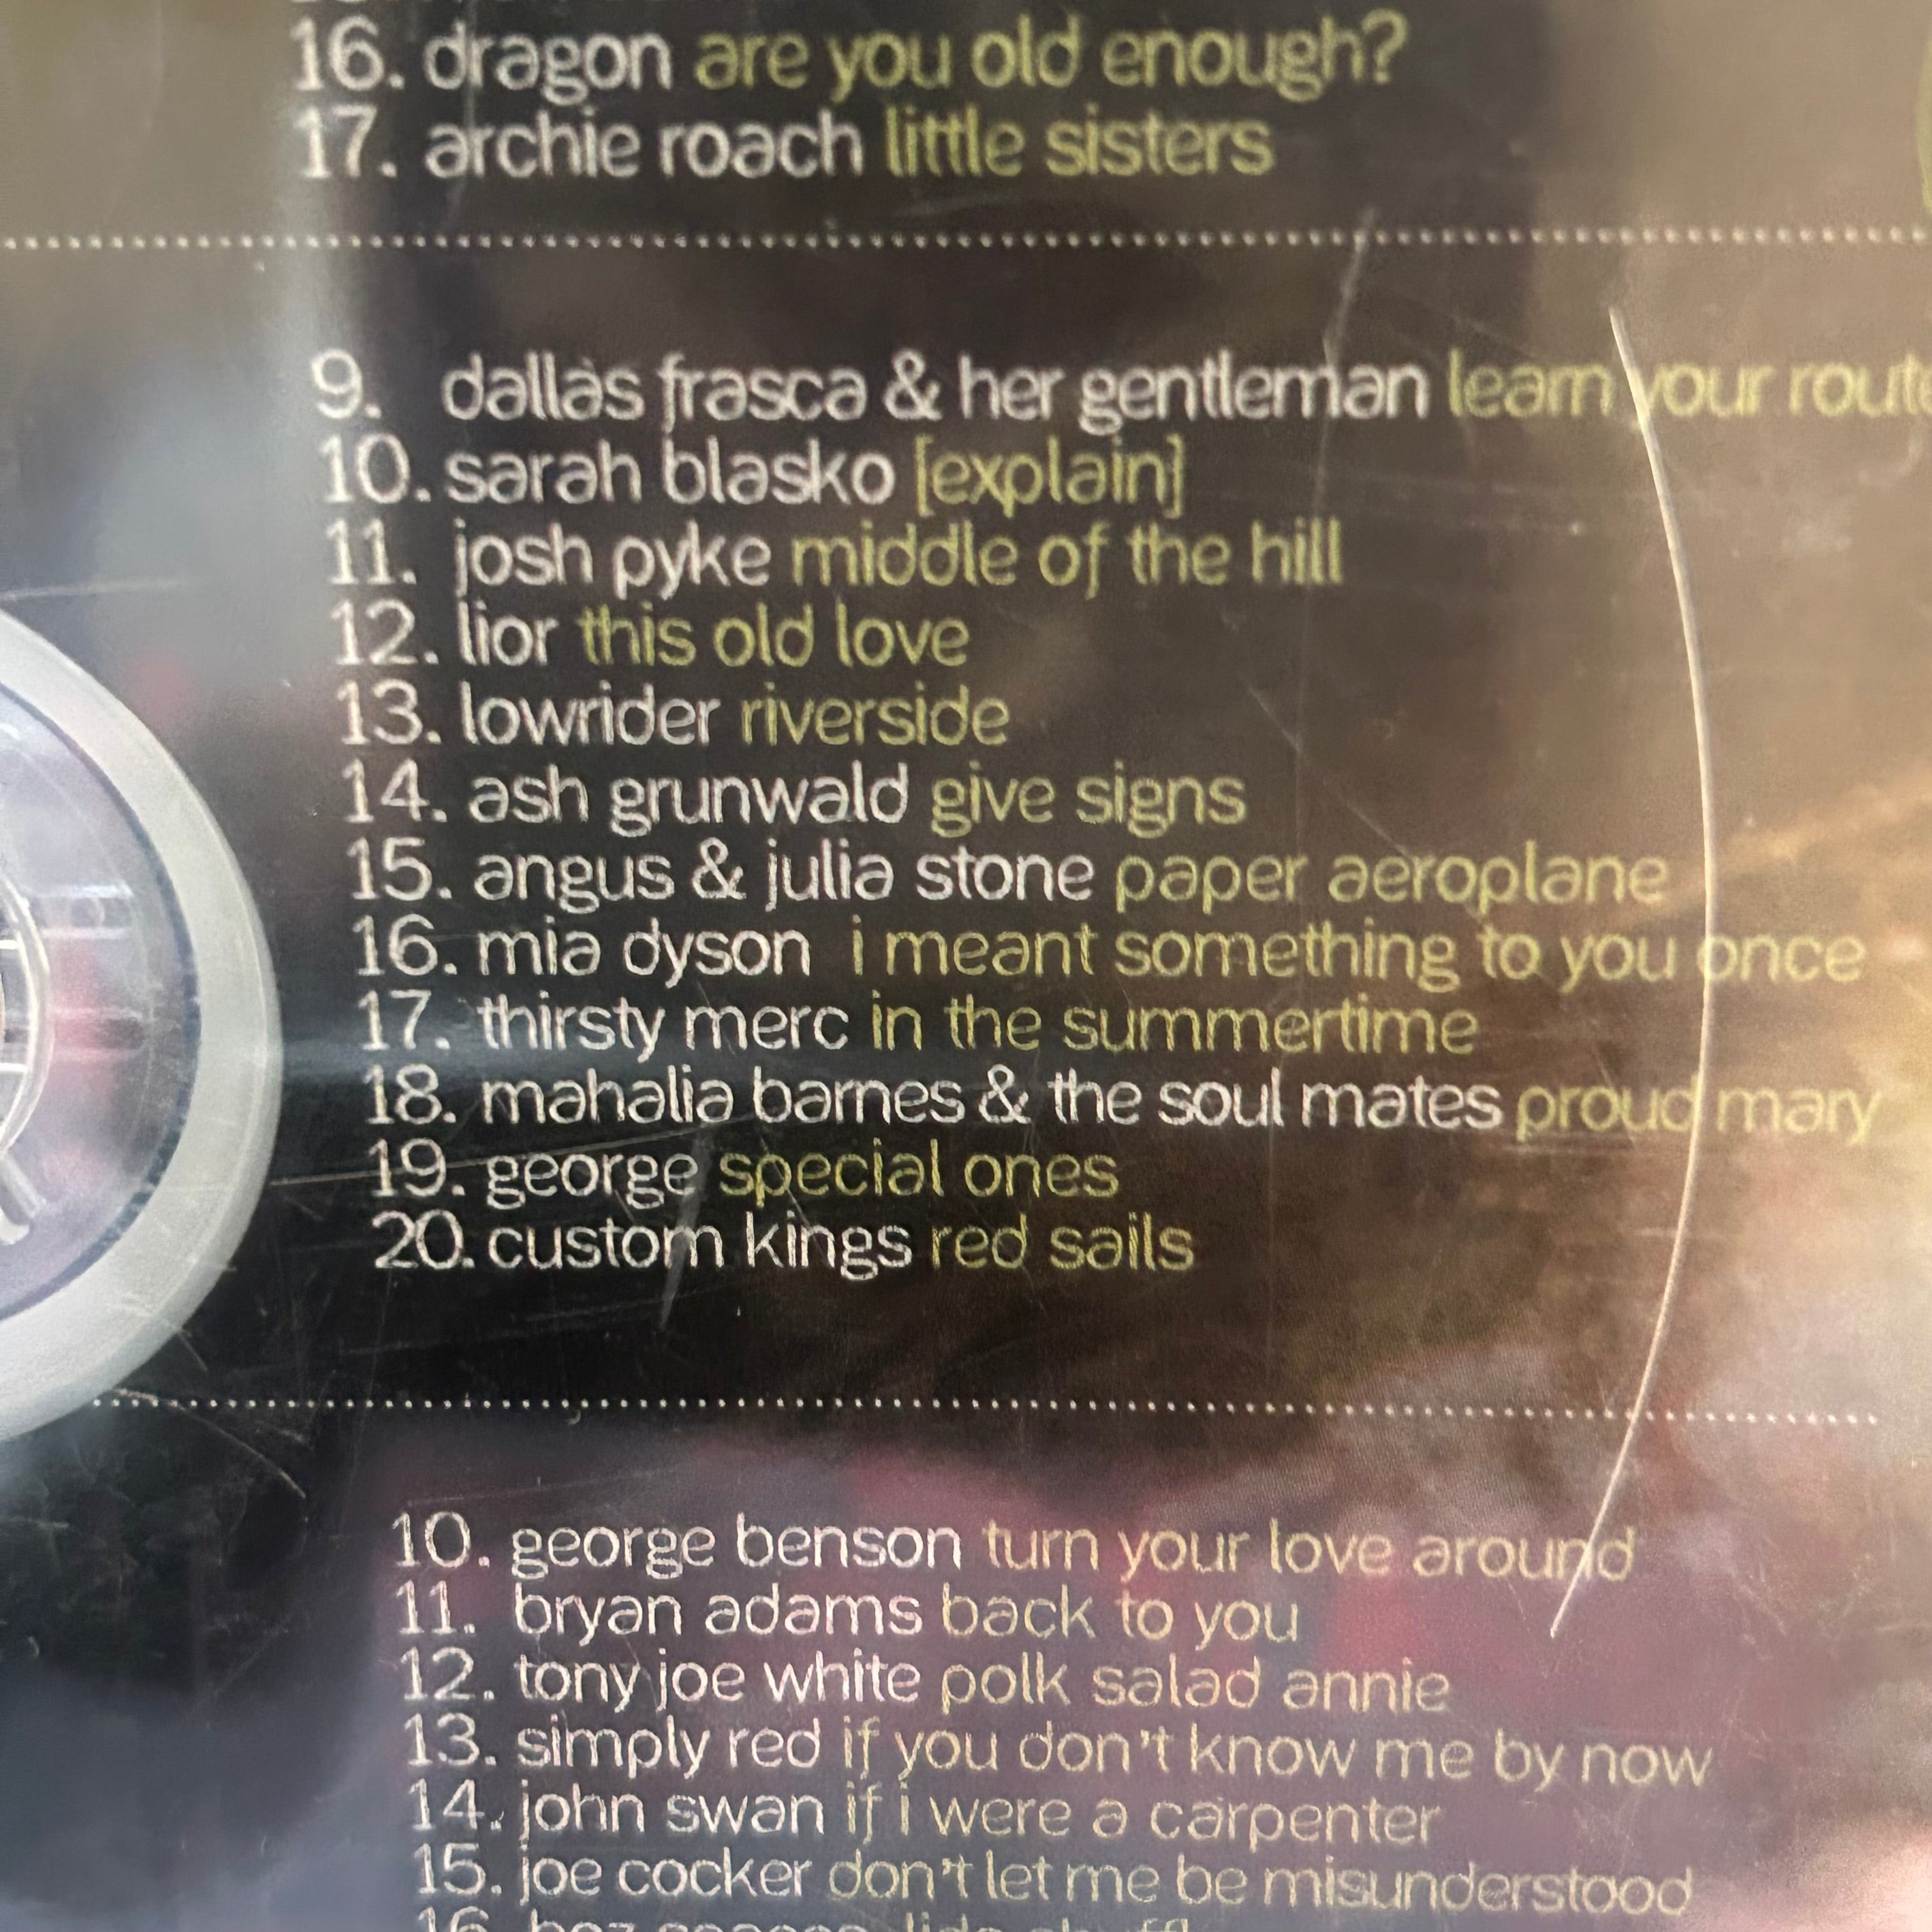 16. dragon are you old enough?
17. archie roach little sisters
9. dallas frasca & her gentleman learn your
10. sarah blasko [explain]
11. josh pyke middle of the hill
12. lior this old love
13. lowrider riverside
14. ash grunwald give signs
15. angus & julia stone paper aeroplane
16. mia dyson i meant something to you once
17. thirsty merc in the summertime
18. mahalia barnes & the soul mates proud mary
19. george special ones
20. custom kings red sails
10. george benson turn your love around
11. bryan adams back to you
12. tony joe white polk salad annie
13. simply red if you don't know me by now
14. john swan if i were a carpenter
15. joe cocker don't let me be misunderstood